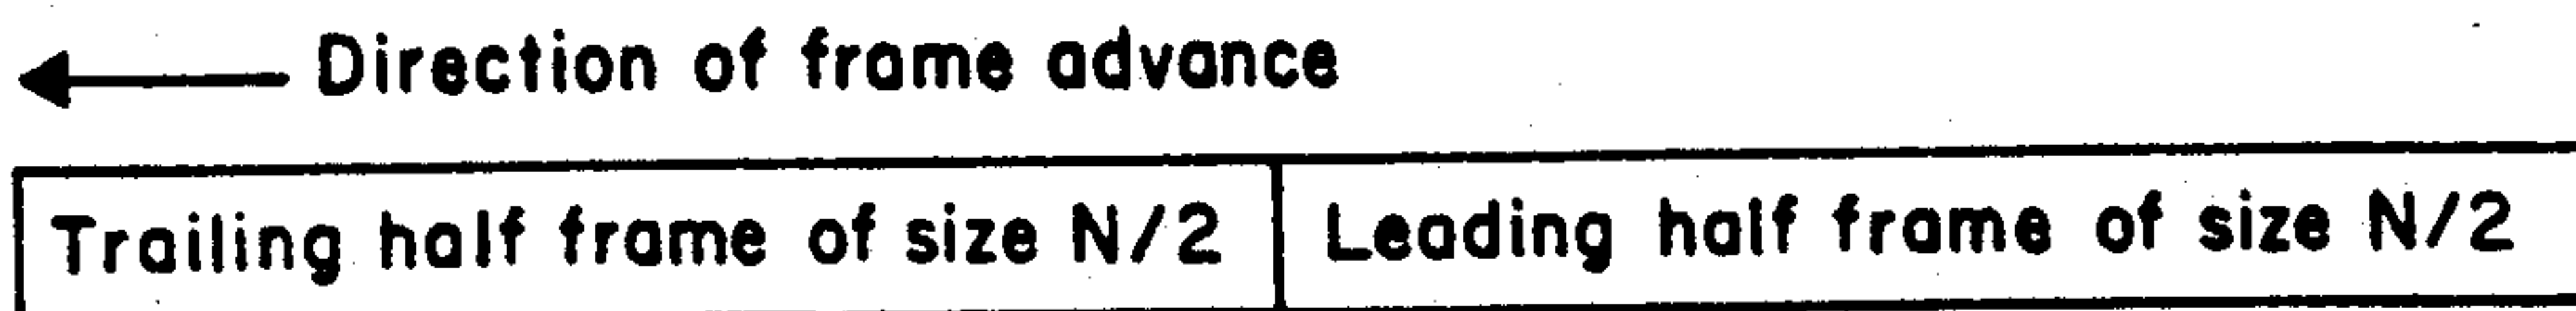 Direction of frame advance
Trailing half frame of size N/2 Leading half frame of size N/2